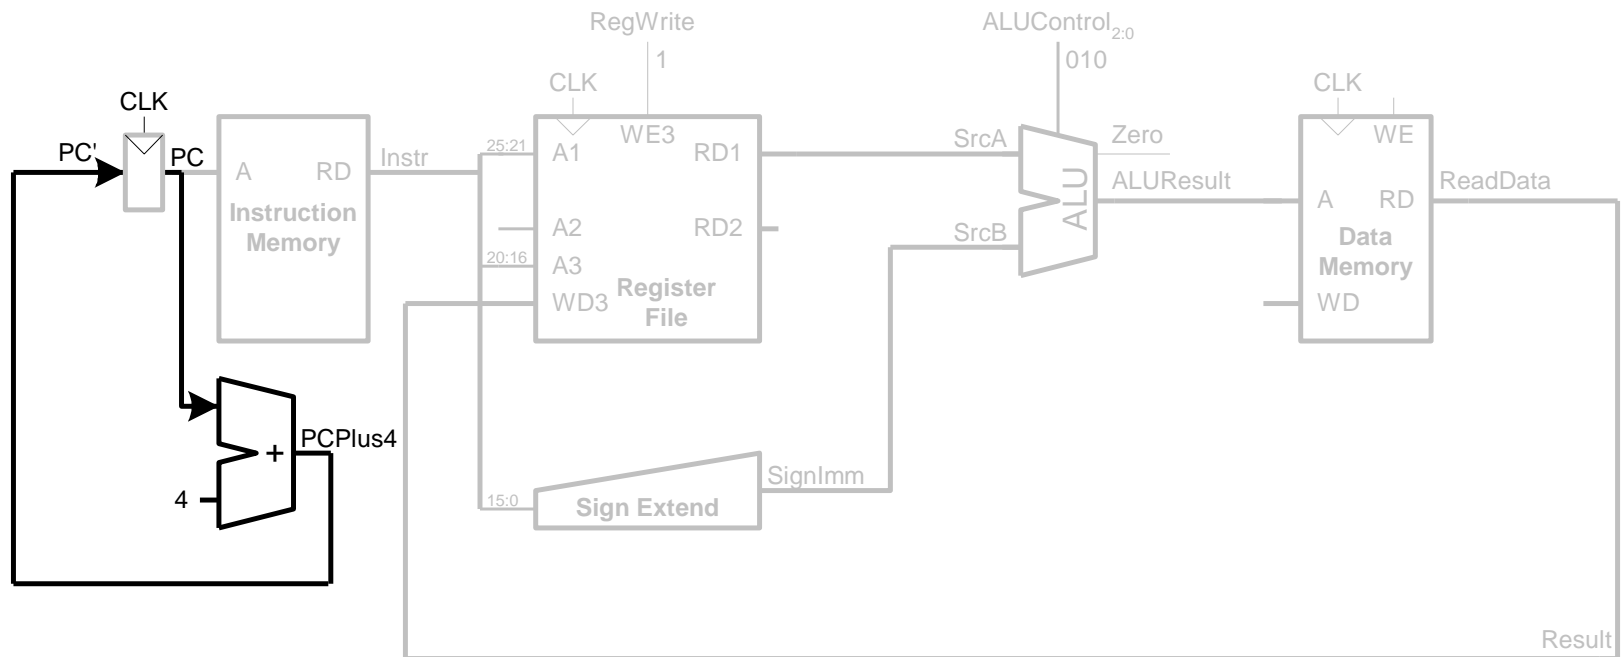 RegWrite
ALUControl2:0
1
010
CLK
CLK
CLK
PC'
PC
A
RD
Instruction
Memory
Instr
25:21
A1
WE3
RD1
A2
RD2
20:16
A3
WD3
Register
File
SrcA
SrcB
ALU
Zero
ALUResult
WE
A
RD
Data
Memory
WD
ReadData
PCPlus4
+
4
15:0
Sign Extend
SignImm
Result